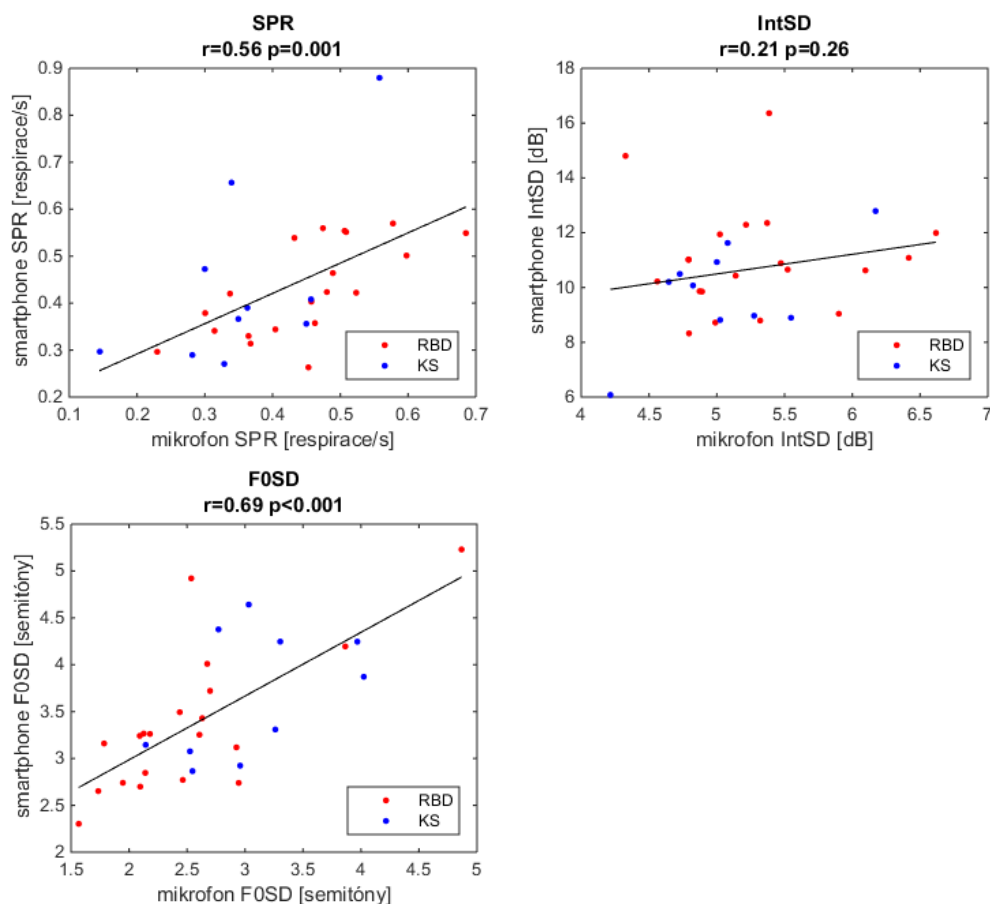 SPR
r=0.56 p=0.001
0.9
0.8
0.7
0.6
0.5
0.4
0.3
0.2
smartphone SPR [respirace/s]
RBD
KS
0.1 0.2 0.3 0.4 0.5 0.6 0.7
mikrofon SPR [respirace/s]
IntSD
r=0.21 p=0.26
18
16
14
12
10
8
6
smartphone IntSD [dB]
RBD
KS
4 4.5 5 5.5 6 6.5 7
mikrofon IntSD [dB]
F0SD
r=0.69 p<0.001
5.5
5
4.5
4
3.5
3
2.5
2
smartphone F0SD [semitóny]
RBD
KS
1.5 2 2.5 3 3.5 4 4.5 5
mikrofon F0SD [semitóny]